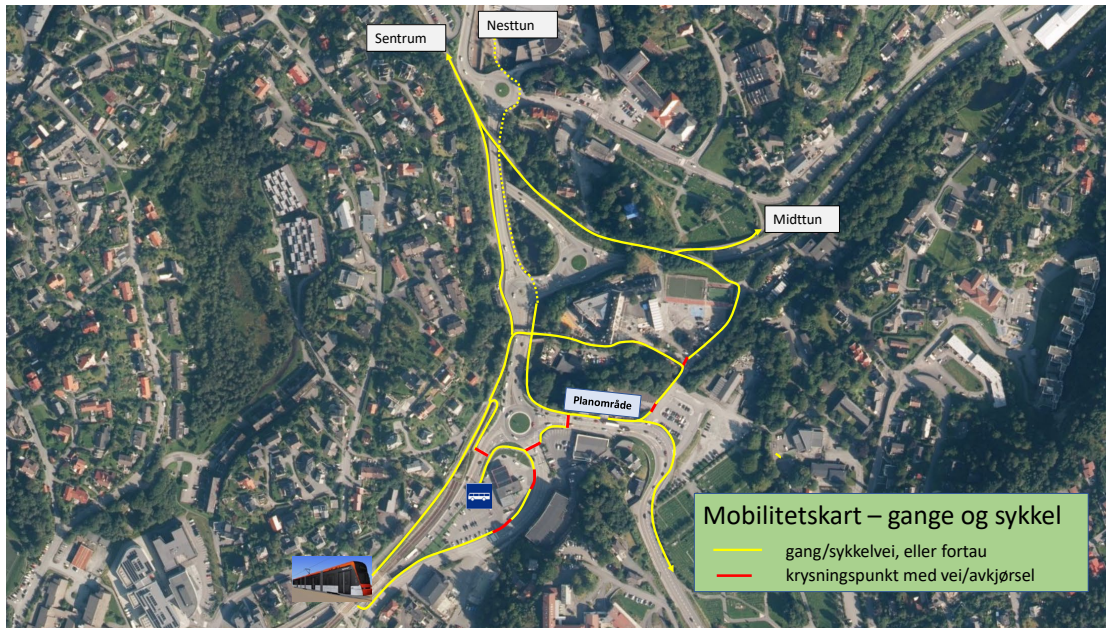 Nesttun
Sentrum
Midttun
Planområde
Mobilitetskart – gange og sykkel
gang/sykkelvei, eller fortau
krysningspunkt med vei/avkjørsel